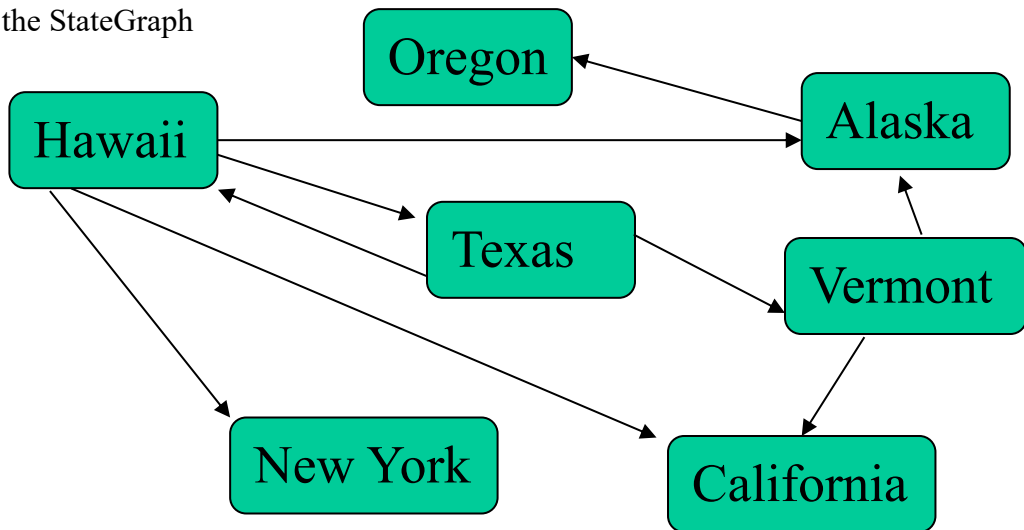 the StateGraph
Oregon
Alaska
Hawaii
Texas
Vermont
New York
California